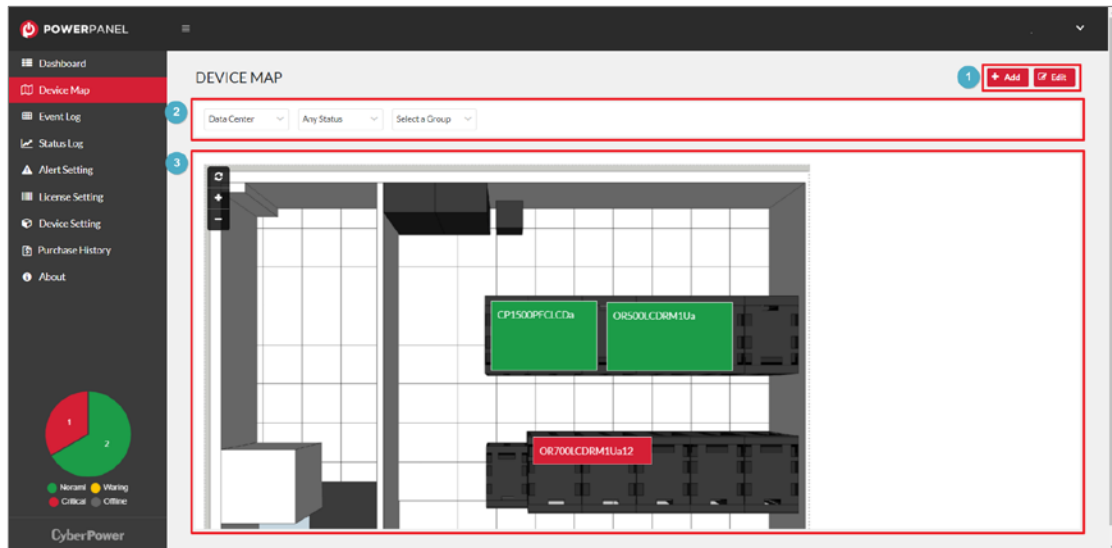 POWERPANEL
Dashboard
Device Map
Event Log
Status Log
Alert Setting
License Setting
Device Setting
Purchase History
About
DEVICE MAP
1
+ Add
Edit
2
Data Center
Any Status
Select a Group
3
CP1500PFCLCDa
OR500LCDRM1Ua
OR700LCDRM1Ua12
1
2
Noraml
Waring
Critical
Offline
CyberPower